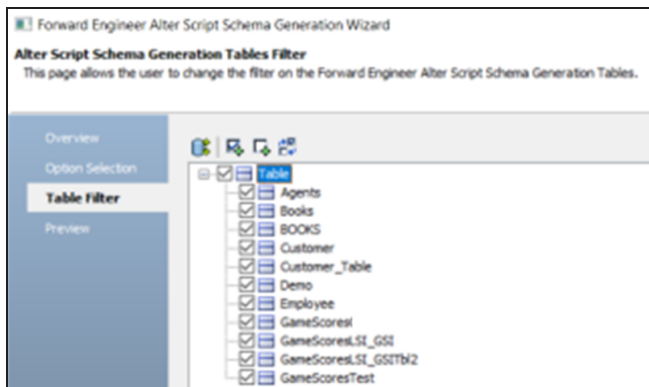 Forward Engineer Alter Script Schema Generation Wizard
Alter Script Schema Generation Tables Filter
This page allows the user to change the filter on the Forward Engineer Alter Script Schema Generation Tables.
Overview
Option Selection
Table Filter
Preview
Table
Agents
Books
BOOKS
Customer
Customer_Table
Demo
Employee
GameScoresl
GameScoresLSI_GSI
GameScoresLSI_GSITbl2
GameScoresTest